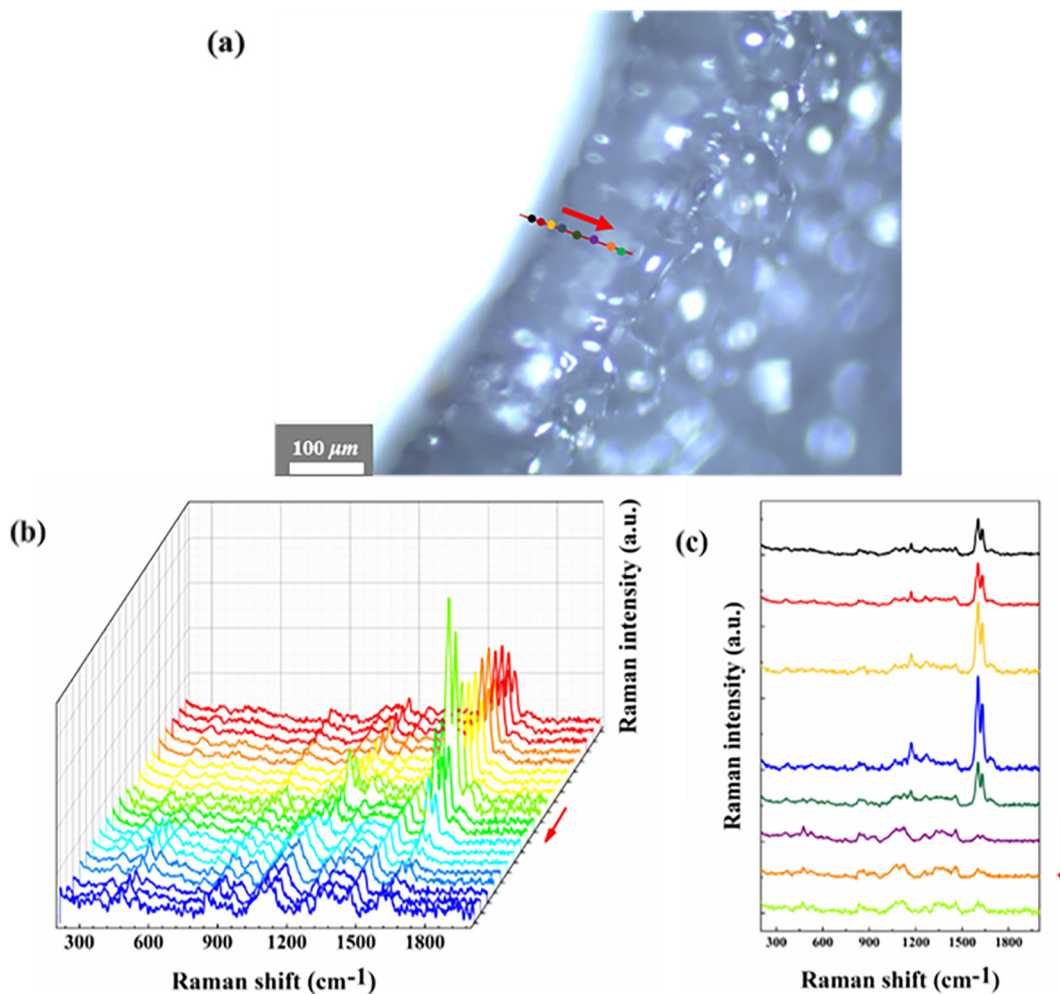 (a)
100 μm
(b)
Raman intensity (a.u.)
300 600 900 1200 1500 1800
Raman shift (cm-1)
(c)
Raman intensity (a.u.)
300 600 900 1200 1500 1800
Raman shift (cm-1)